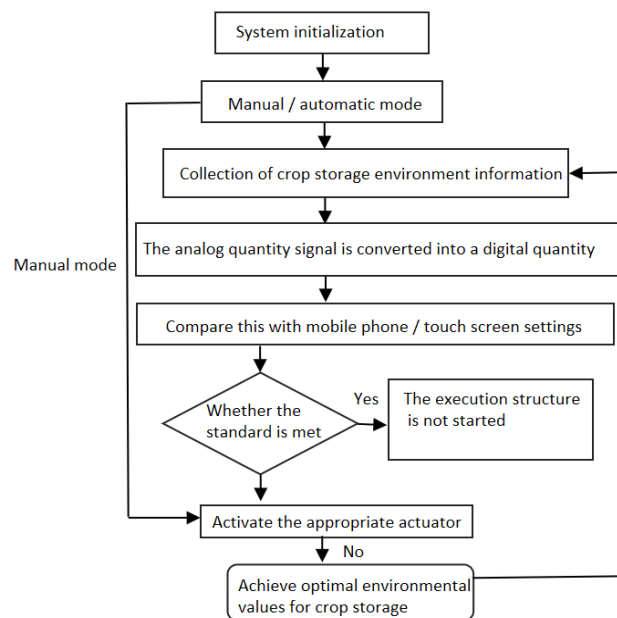 System initialization
Manual / automatic mode
Collection of crop storage environment information
The analog quantity signal is converted into a digital quantity
Manual mode
Compare this with mobile phone / touch screen settings
Whether the
standard is met
Yes
The execution structure
is not started
Activate the appropriate actuator
No
Achieve optimal environmental
values for crop storage